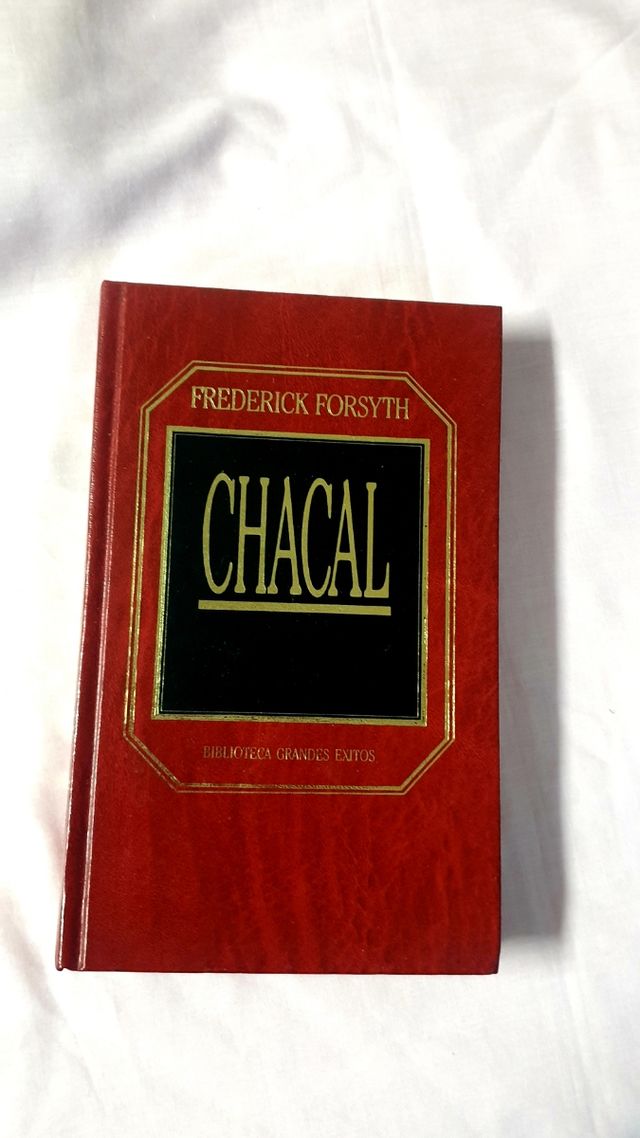 FREDERICK FORSYTH
CHACAL
BIBLIOTECA GRANDES EXITOS